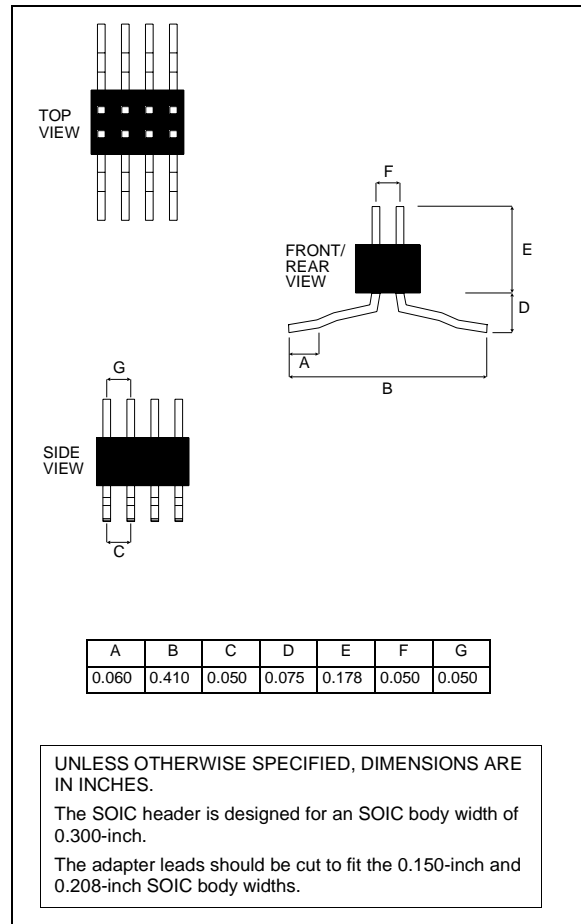 TOP
VIEW
F
FRONT/
REAR
VIEW
E
D
A
B
G
SIDE
VIEW
C
A B C D E F G
0.060 0.410 0.050 0.075 0.178 0.050 0.050
UNLESS OTHERWISE SPECIFIED, DIMENSIONS ARE
IN INCHES.
The SOIC header is designed for an SOIC body width of
0.300-inch.
The adapter leads should be cut to fit the 0.150-inch and
0.208-inch SOIC body widths.